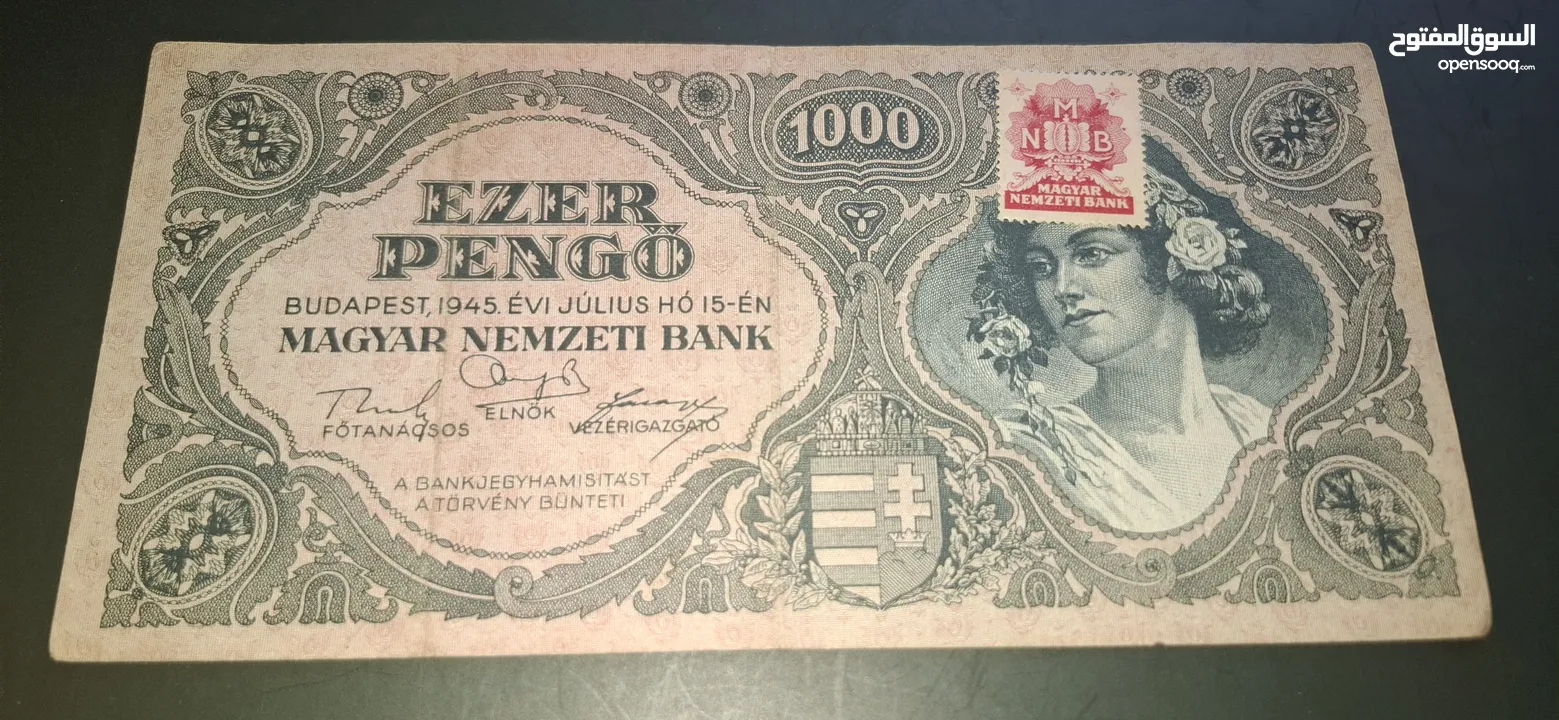 السوق المفتوح
opensooq.com
1000
M
N B
MAGYAR
NEMZETI BANK
EZER
PENGŐ
BUDAPEST, 1945. ÉVI JÚLIUS HÓ 15-ÉN
MAGYAR NEMZETI BANK
ELNÖK
FŐTANÁCSOS VEZÉRIGAZGATÓ
A BANKJEGYHAMISITÁST
A TÖRVÉNY BÜNTETI